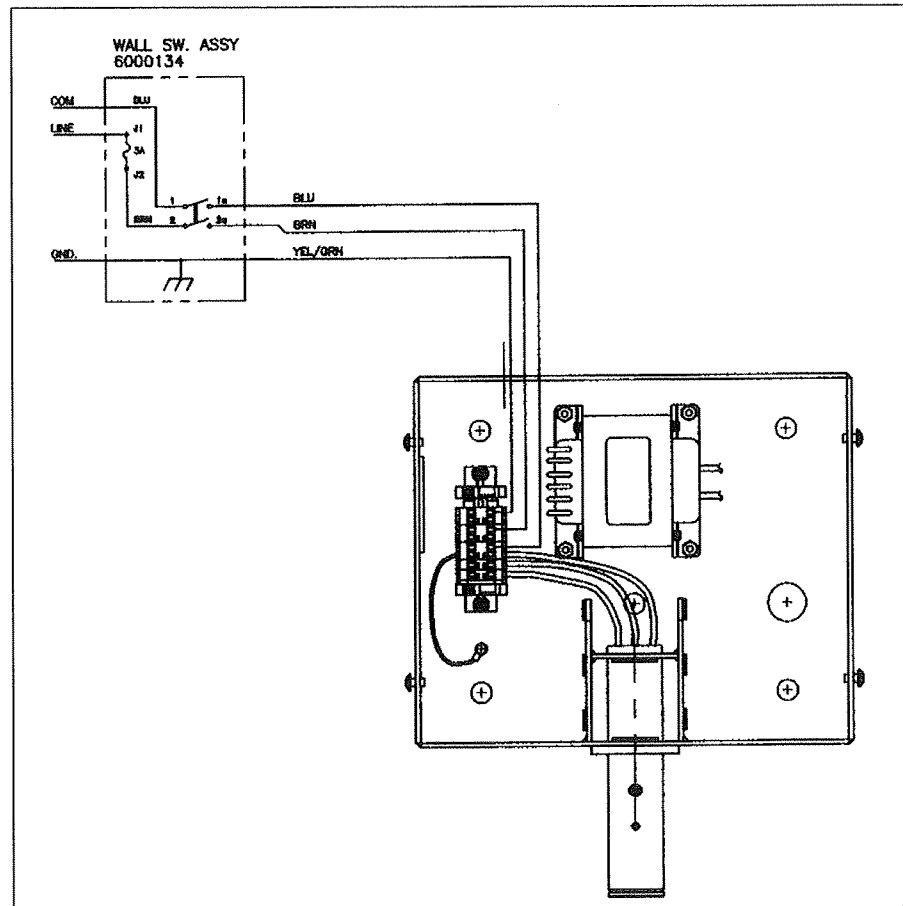 WALL SW. ASSY
6000134
COM
BLU
LINE
J1
3A
J2
1
1a
BLU
BRN
2
2a
BRN
GND.
YEL/GRN